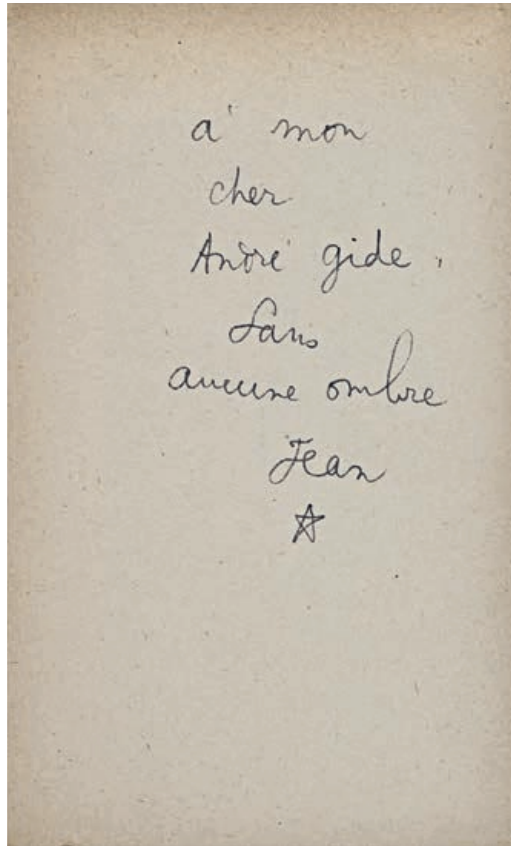 à mon
cher
André gide,
Sans
aucune ombre
Jean